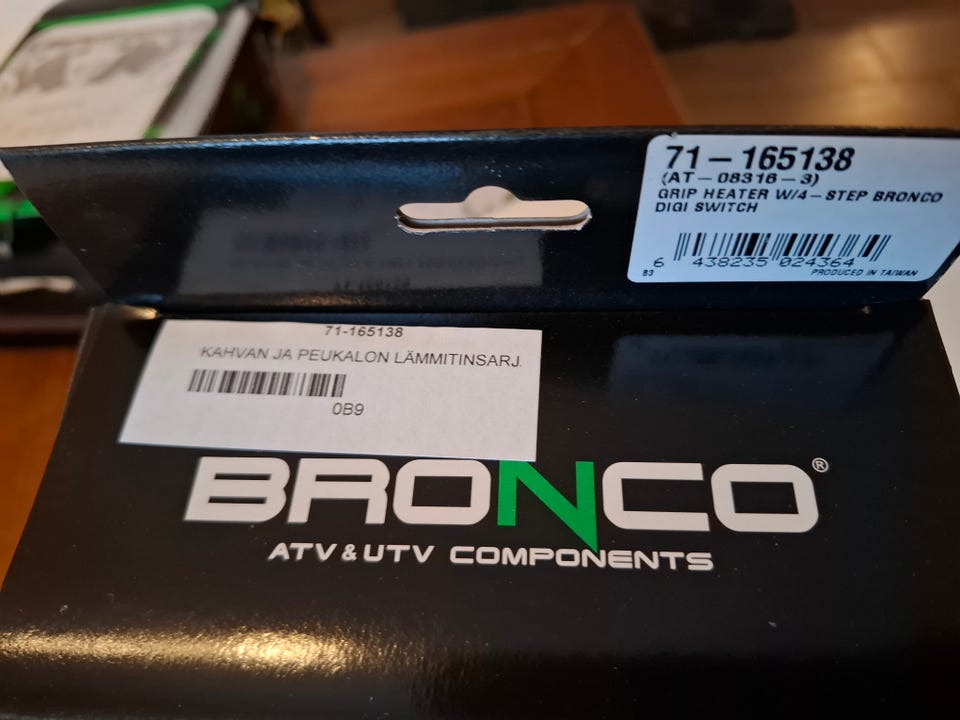 71-165138
(AT-08316-3)
GRIP HEATER W/4-STEP BRONCO
DIGI SWITCH
6 438235 024364
B3 PRODUCED IN TAIWAN
71-165138
KAHVAN JA PEUKALON LÄMMITINSARJ.
0B9
BRONCO®
ATV & UTV COMPONENTS